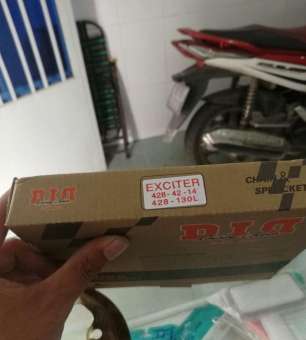 D.I.D
EXCITER
428-42-14
428-130L
CHAIN &
SPROCKET
D.I.D